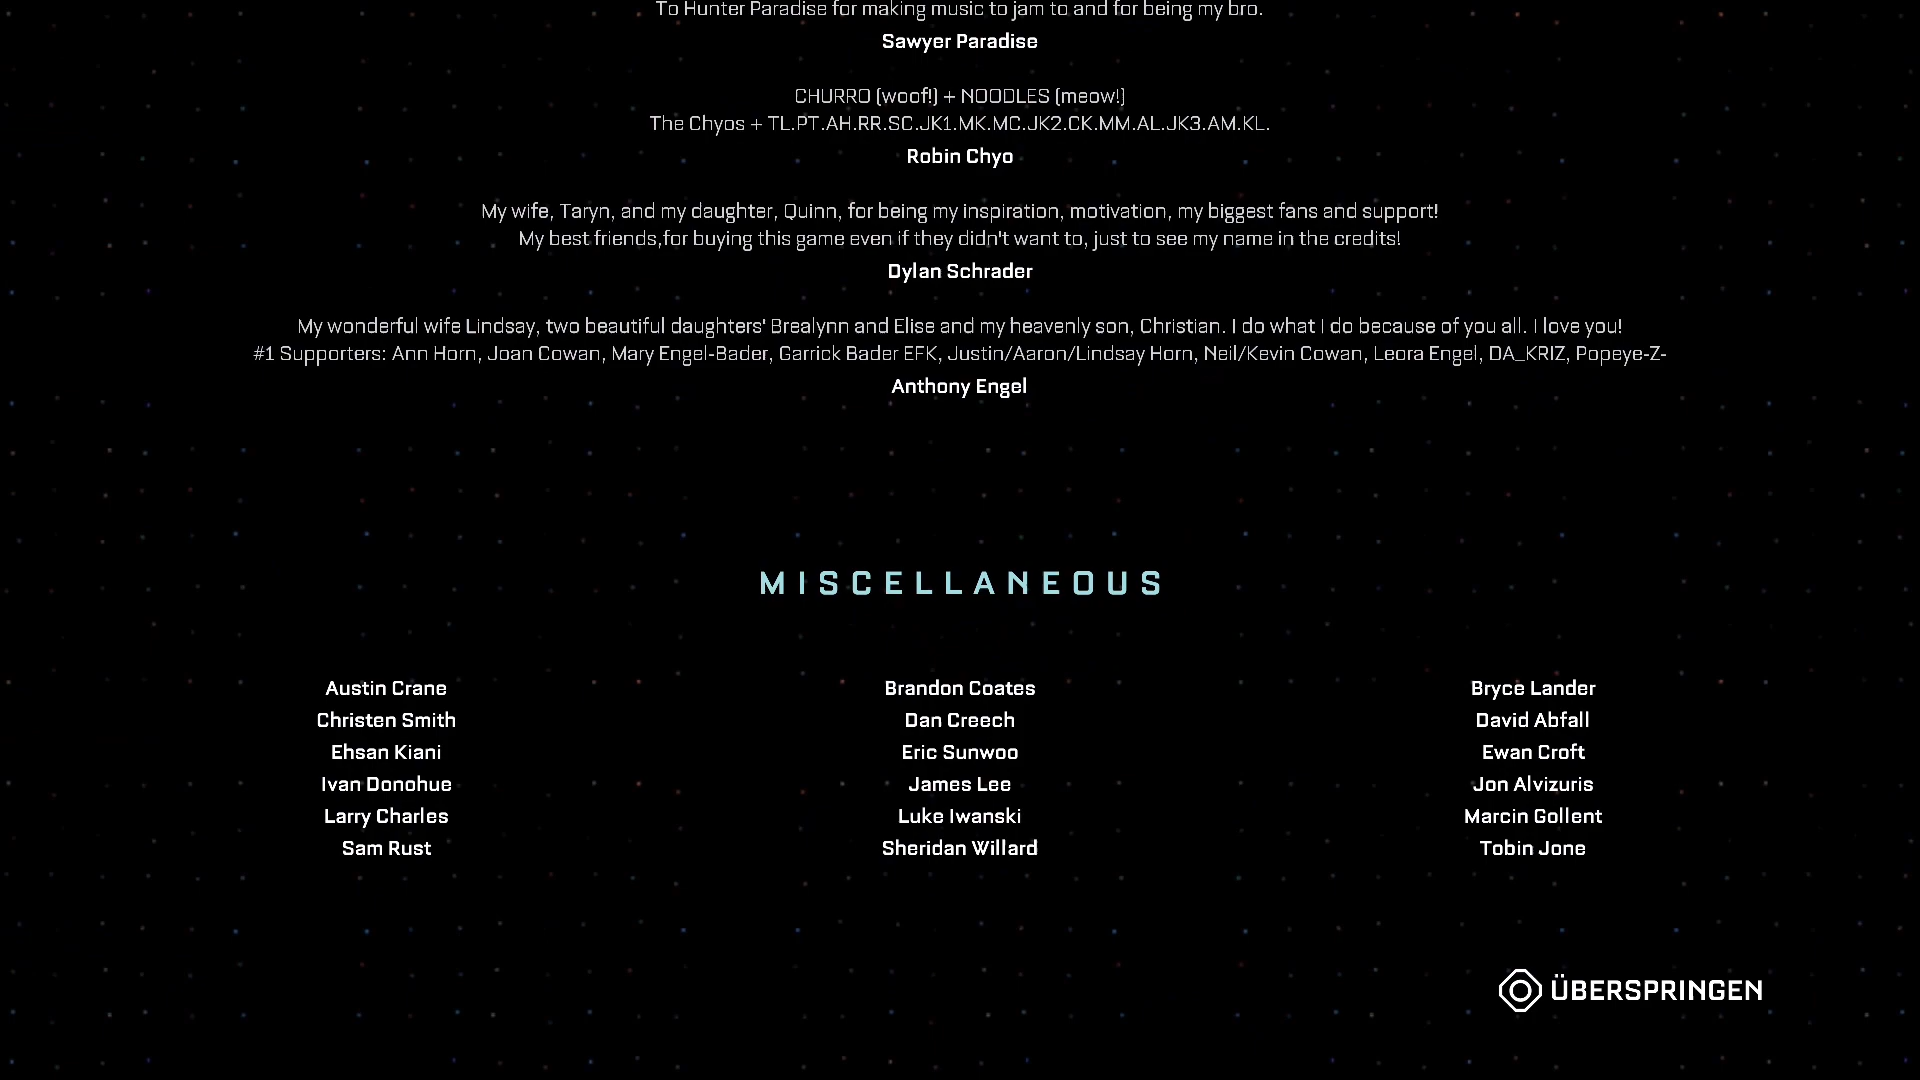 To Hunter Paradise for making music to jam to and for being my bro.
Sawyer Paradise
CHURRO (woof!) + NOODLES (meow!)
The Chyos + TL.PT.AH.RR.SC.JK1.MK.MC.JK2.CK.MM.AL.JK3.AM.KL.
Robin Chyo
My wife, Taryn, and my daughter, Quinn, for being my inspiration, motivation, my biggest fans and support!
My best friends,for buying this game even if they didn't want to, just to see my name in the credits!
Dylan Schrader
My wonderful wife Lindsay, two beautiful daughters' Brealynn and Elise and my heavenly son, Christian. I do what I do because of you all. I love you!
#1 Supporters: Ann Horn, Joan Cowan, Mary Engel-Bader, Garrick Bader EFK, Justin/Aaron/Lindsay Horn, Neil/Kevin Cowan, Leora Engel, DA_KRIZ, Popeye-Z-
Anthony Engel
MISCELLANEOUS
Austin Crane Brandon Coates Bryce Lander
Christen Smith Dan Creech David Abfall
Ehsan Kiani Eric Sunwoo Ewan Croft
Ivan Donohue James Lee Jon Alvizuris
Larry Charles Luke Iwanski Marcin Gollent
Sam Rust Sheridan Willard Tobin Jone
ÜBERSPRINGEN